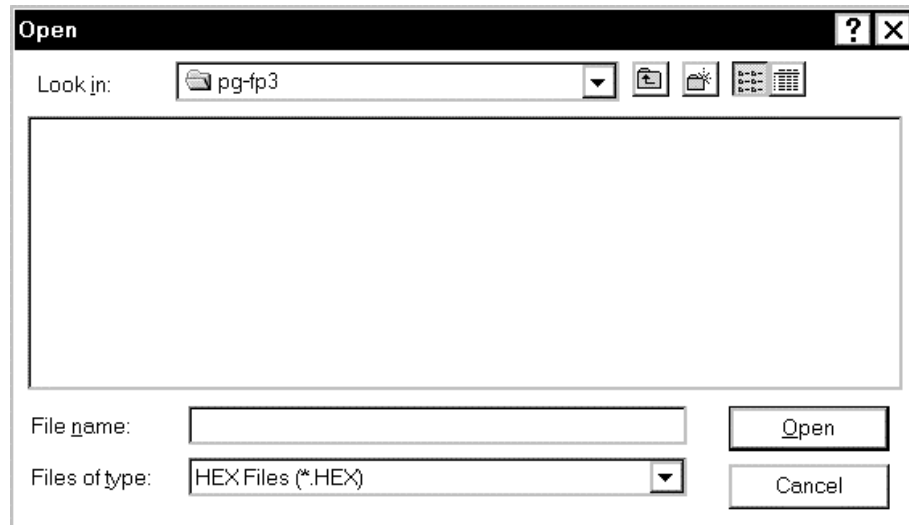 Open
Look in: pg-fp3
File name:
Open
Files of type: HEX Files (*.HEX)
Cancel